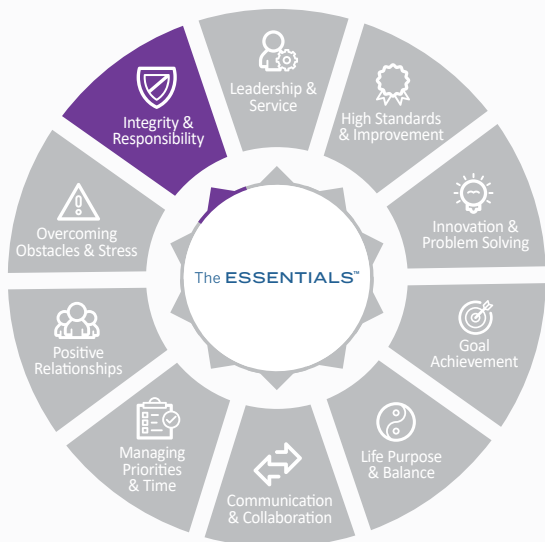 Leadership &
Service
High Standards
& Improvement
Innovation &
Problem Solving
Goal
Achievement
Life Purpose
& Balance
Communication
& Collaboration
Managing
Priorities
& Time
Positive
Relationships
Overcoming
Obstacles & Stress
Integrity &
Responsibility
The ESSENTIALS™